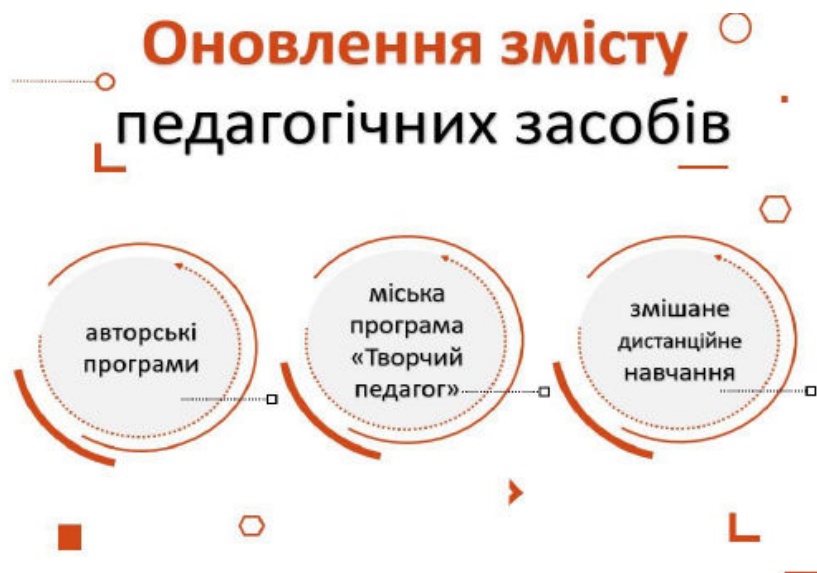 Оновлення змісту
педагогічних засобів
авторські
програми
міська
програма
«Творчий
педагог»
змішане
дистанційне
навчання